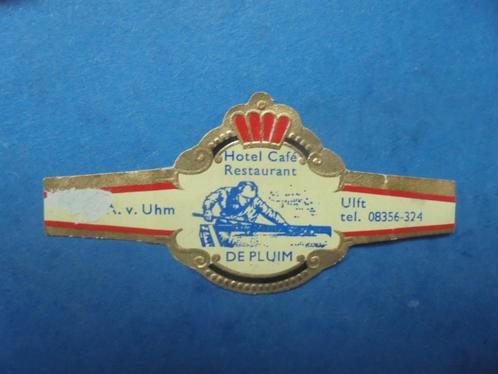 Hotel Café
Restaurant
v. Uhm
Ulft
tel. 08356-324
DE PLUIM